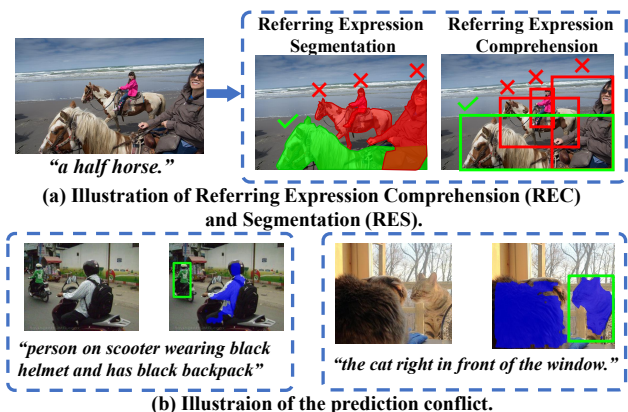 Referring Expression
Segmentation
Referring Expression
Comprehension
“a half horse.”
(a) Illustration of Referring Expression Comprehension (REC)
and Segmentation (RES).
“person on scooter wearing black
helmet and has black backpack”
“the cat right in front of the window.”
(b) Illustraion of the prediction conflict.